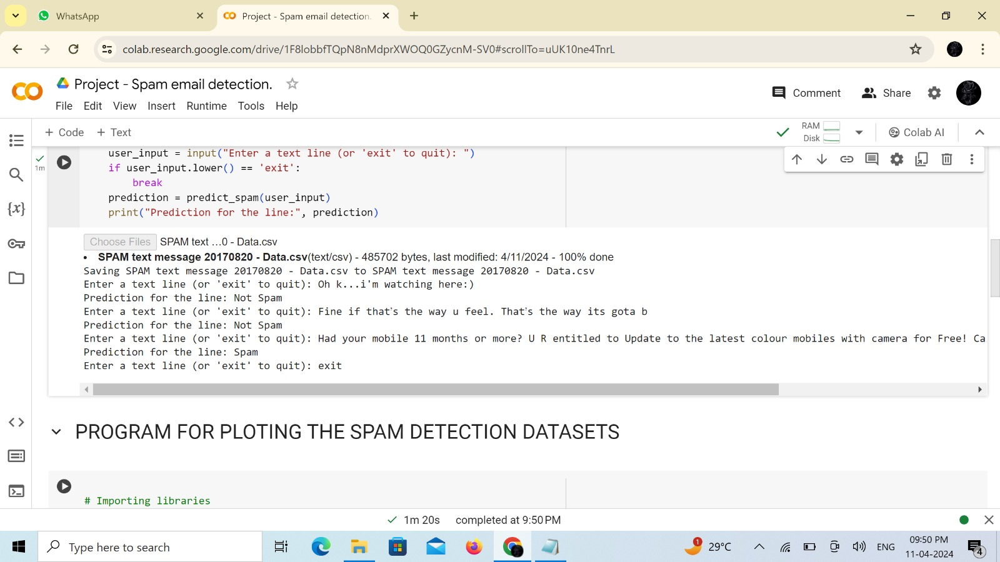 WhatsApp
Project - Spam email detection.
colab.research.google.com/drive/1F8lobbfTQpN8nMdprXWOQ0GZycnM-SV0#scrollTo=uUK10ne4TnrL
Project - Spam email detection.
File Edit View Insert Runtime Tools Help
Comment
Share
+ Code + Text
RAM
Disk
Colab AI
1m
user_input = input("Enter a text line (or 'exit' to quit): ")
if user_input.lower() == 'exit':
break
prediction = predict_spam(user_input)
print("Prediction for the line:", prediction)
Choose Files SPAM text ...0 - Data.csv
• SPAM text message 20170820 - Data.csv(text/csv) - 485702 bytes, last modified: 4/11/2024 - 100% done
Saving SPAM text message 20170820 - Data.csv to SPAM text message 20170820 - Data.csv
Enter a text line (or 'exit' to quit): Oh k...i'm watching here:)
Prediction for the line: Not Spam
Enter a text line (or 'exit' to quit): Fine if that's the way u feel. That's the way its gota b
Prediction for the line: Not Spam
Enter a text line (or 'exit' to quit): Had your mobile 11 months or more? U R entitled to Update to the latest colour mobiles with camera for Free! Ca
Prediction for the line: Spam
Enter a text line (or 'exit' to quit): exit
PROGRAM FOR PLOTING THE SPAM DETECTION DATASETS
# Importing libraries
1m 20s completed at 9:50 PM
Type here to search
1
29°C
ENG
09:50 PM
11-04-2024
4